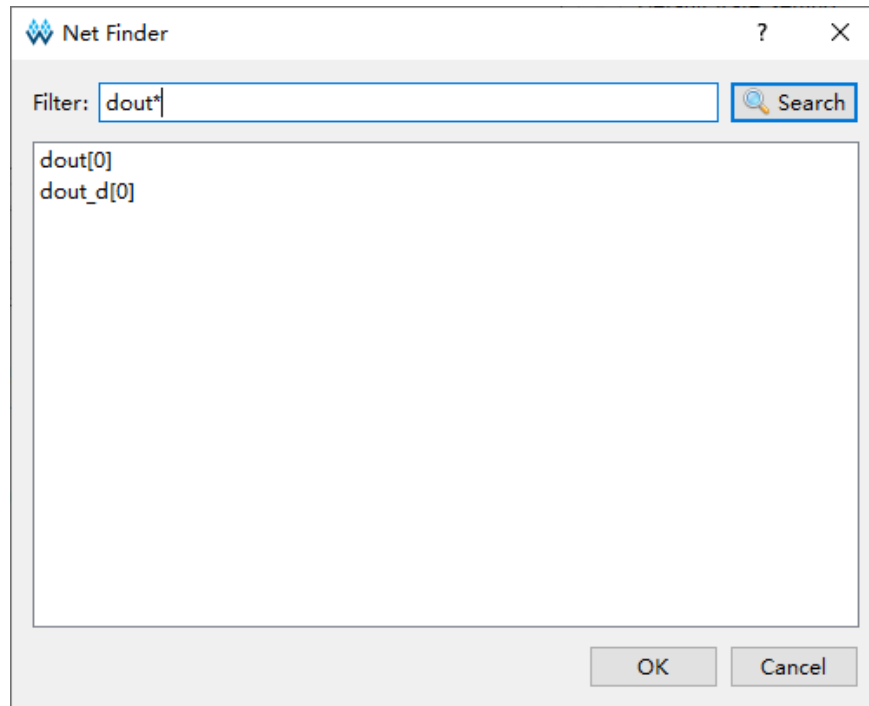 Net Finder
?
Filter: dout*
Search
dout[0]
dout_d[0]
OK
Cancel